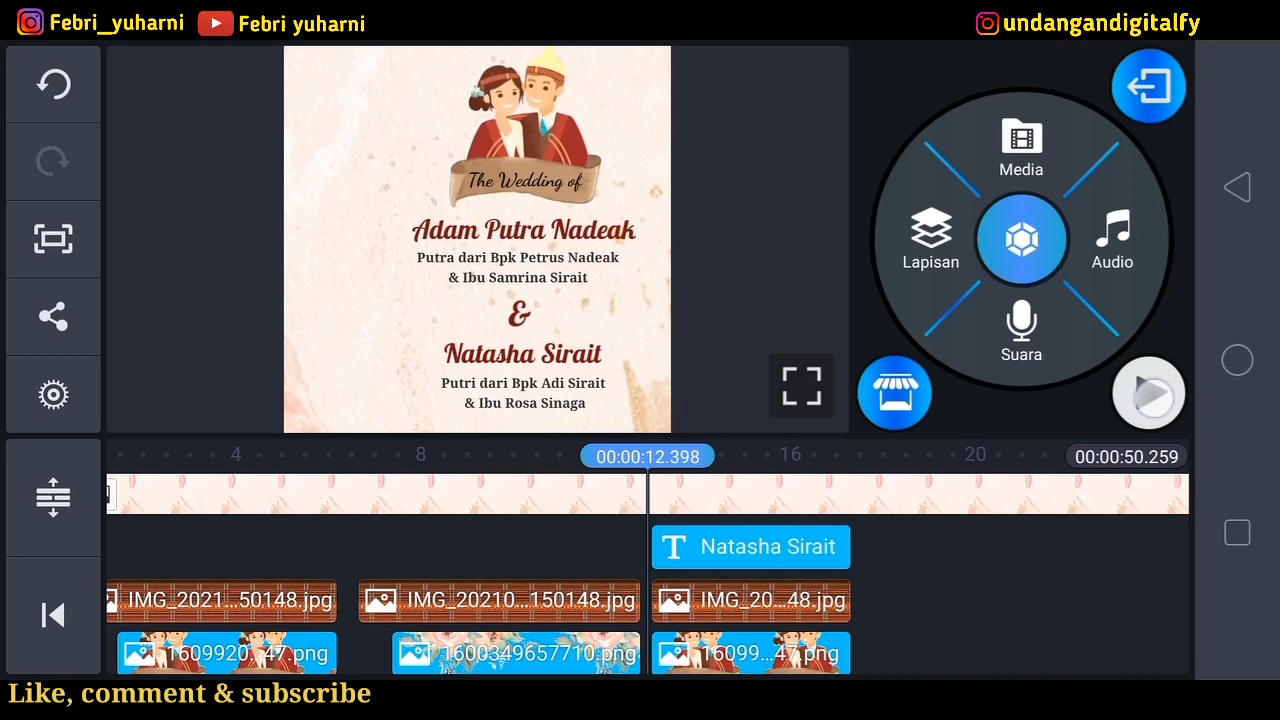 Febri_yuharni
Febri yuharni
undangandigitalfy
The Wedding of
Adam Putra Nadeak
Putra dari Bpk Petrus Nadeak
& Ibu Samrina Sirait
&
Natasha Sirait
Putri dari Bpk Adi Sirait
& Ibu Rosa Sinaga
Media
Lapisan
Audio
Suara
4
8
00:00:12.398
16
20
00:00:50.259
T Natasha Sirait
IMG_2021...50148.jpg
IMG_20210...150148.jpg
IMG_20...48.jpg
1609920...47.png
1600349657710.png
16099...47.png
Like, comment & subscribe